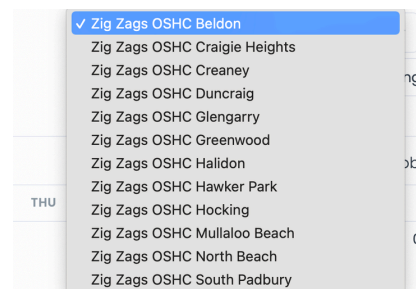 ✓ Zig Zags OSHC Beldon
Zig Zags OSHC Craigie Heights
Zig Zags OSHC Creaney
Zig Zags OSHC Duncraig
Zig Zags OSHC Glengarry
Zig Zags OSHC Greenwood
Zig Zags OSHC Halidon
Zig Zags OSHC Hawker Park
THU
Zig Zags OSHC Hocking
Zig Zags OSHC Mullaloo Beach
Zig Zags OSHC North Beach
Zig Zags OSHC South Padbury